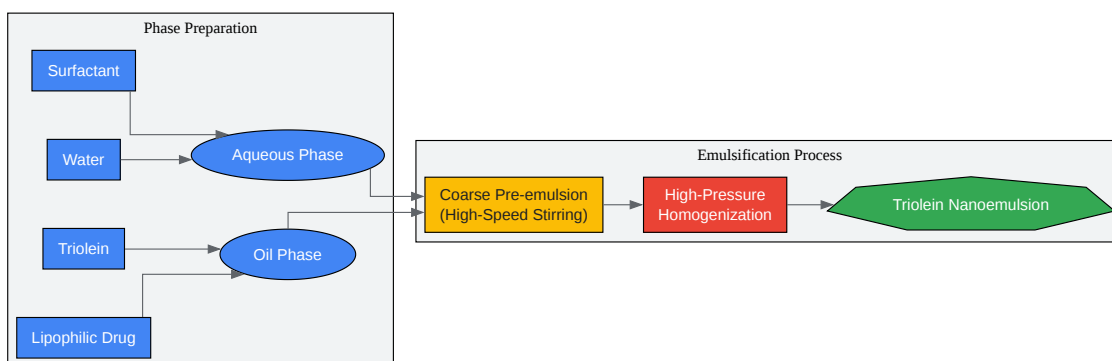 Phase Preparation
Surfactant
Water
Aqueous Phase
Triolein
Oil Phase
Lipophilic Drug
Emulsification Process
Coarse Pre-emulsion
(High-Speed Stirring)
High-Pressure
Homogenization
Triolein Nanoemulsion